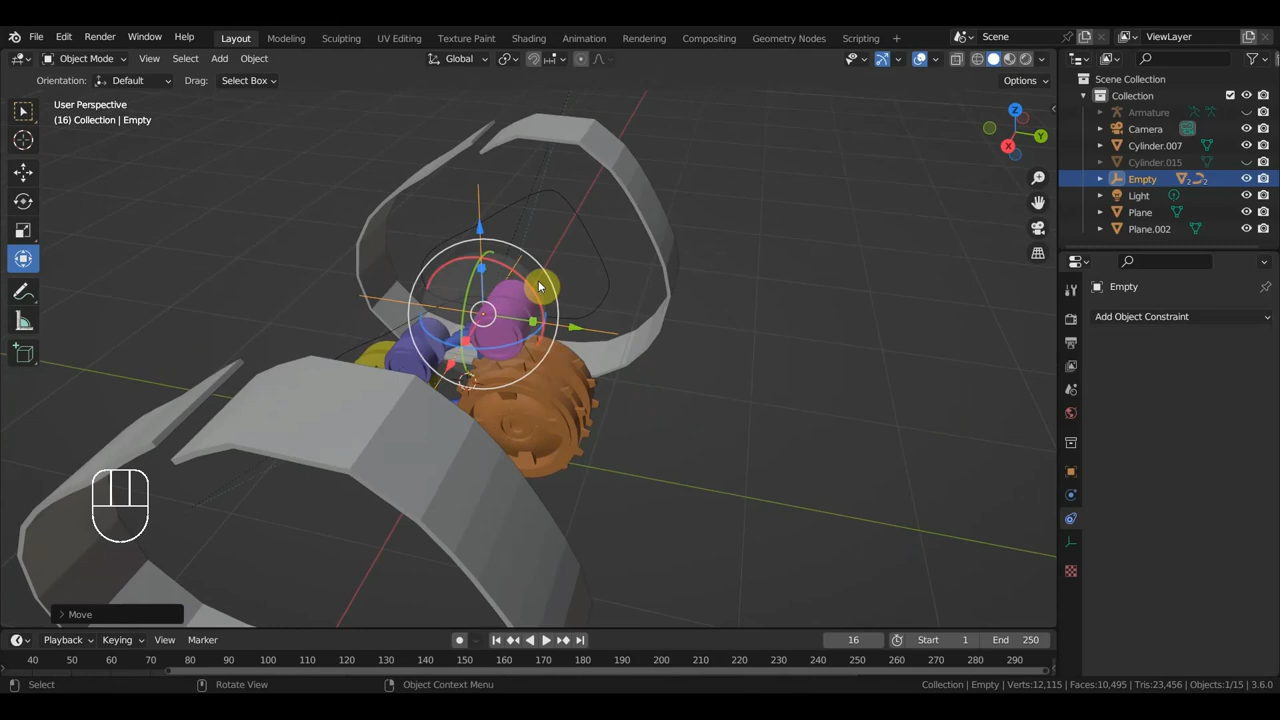 File Edit Render Window Help Layout Modeling Sculpting UV Editing Texture Paint Shading Animation Rendering Compositing Geometry Nodes Scripting + Scene ViewLayer
Object Mode View Select Add Object Global Options
Orientation: Default Drag: Select Box
User Perspective
(16) Collection | Empty
Z
Y
X
Scene Collection
Collection
Armature
Camera
Cylinder.007
Cylinder.015
Empty 2 2
Light
Plane
Plane.002
Empty
Add Object Constraint
> Move
Playback Keying View Marker 16 Start 1 End 250
40 50 60 70 80 90 100 110 120 130 140 150 160 170 180 190 200 210 220 230 240 250 260 270 280 290
Select Rotate View Object Context Menu Collection | Empty | Verts:12,115 | Faces:10,495 | Tris:23,456 | Objects:1/15 | 3.6.0